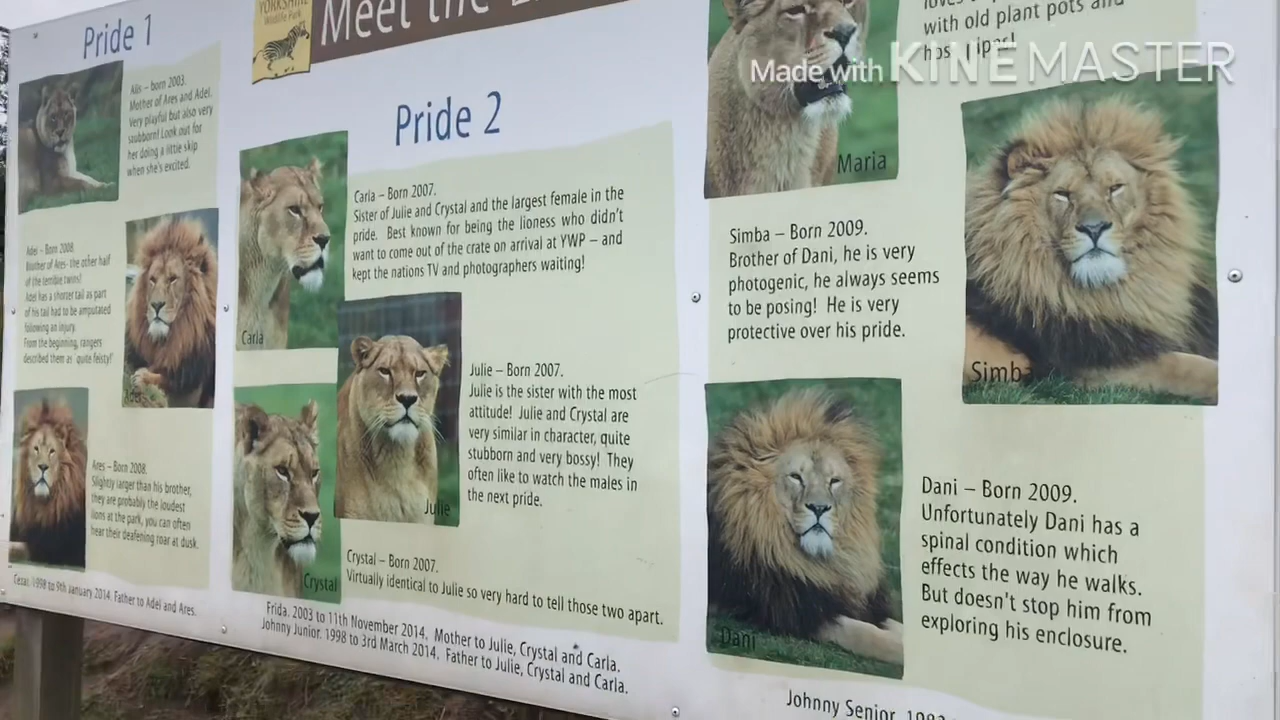 Pride 1
Alis – born 2003.
Mother of Ares and Adel.
Very playful but also very
stubborn! Look out for
her doing a little skip
when she's excited.
Adel – Born 2008.
Brother of Ares- the other half
of the terrible twins!
Adel has a shorter tail as part
of his tail had to be amputated
following an injury.
From the beginning, rangers
described them as 'quite feisty!'
Ares – Born 2008.
Slightly larger than his brother,
they are probably the loudest
lions at the park, you can often
hear their deafening roar at dusk.
Cezar, 1998 to 9th January 2014. Father to Adel and Ares.
YORKSHIRE
Wildlife Park
Meet the
Pride 2
Carla – Born 2007.
Sister of Julie and Crystal and the largest female in the
pride. Best known for being the lioness who didn't
want to come out of the crate on arrival at YWP – and
kept the nations TV and photographers waiting!
Carla
Julie – Born 2007.
Julie is the sister with the most
attitude! Julie and Crystal are
very similar in character, quite
stubborn and very bossy! They
often like to watch the males in
the next pride.
Julie
Crystal
Crystal – Born 2007.
Virtually identical to Julie so very hard to tell those two apart.
Frida. 2003 to 11th November 2014. Mother to Julie, Crystal and Carla.
Johnny Junior. 1998 to 3rd March 2014. Father to Julie, Crystal and Carla.
with old plant pots and
Made with KINEMASTER
Maria
Simba – Born 2009.
Brother of Dani, he is very
photogenic, he always seems
to be posing! He is very
protective over his pride.
Simba
Dani
Dani – Born 2009.
Unfortunately Dani has a
spinal condition which
effects the way he walks.
But doesn't stop him from
exploring his enclosure.
Johnny Senior.